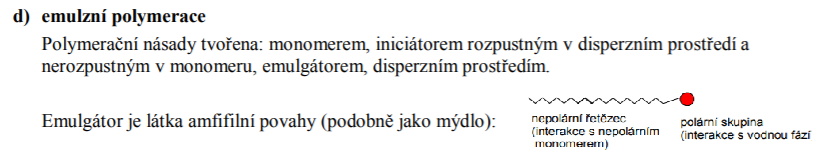 d) emulzní polymerace
Polymerační násady tvořena: monomerem, iniciátorem rozpustným v disperzním prostředí a
nerozpustným v monomeru, emulgátorem, disperzním prostředím.
Emulgátor je látka amfifilní povahy (podobně jako mýdlo):
nepolární řetězec
(interakce s nepolárním
monomerem)
polární skupina
(interakce s vodnou fází